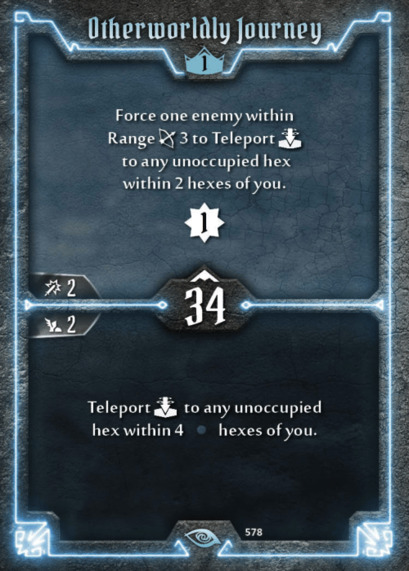 Otherworldly Journey
1
Force one enemy within
Range 3 to Teleport
to any unoccupied hex
within 2 hexes of you.
1
2
34
2
Teleport to any unoccupied
hex within 4 hexes of you.
578